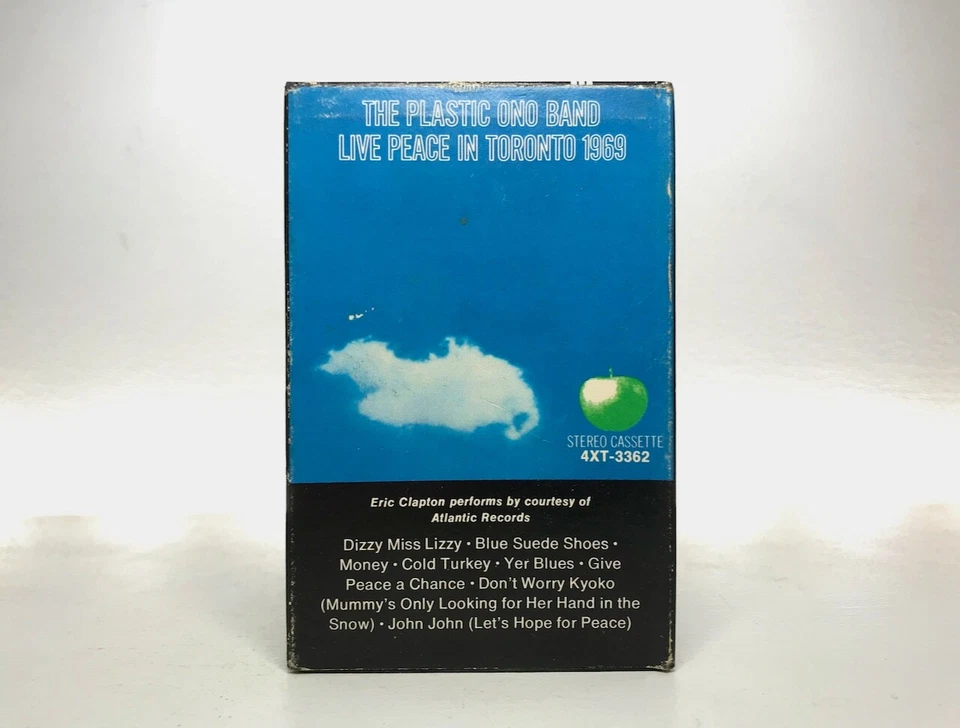 THE PLASTIC ONO BAND
LIVE PEACE IN TORONTO 1969
STEREO CASSETTE
4XT-3362
Eric Clapton performs by courtesy of
Atlantic Records
Dizzy Miss Lizzy • Blue Suede Shoes •
Money • Cold Turkey • Yer Blues • Give
Peace a Chance • Don't Worry Kyoko
(Mummy's Only Looking for Her Hand in the
Snow) • John John (Let's Hope for Peace)